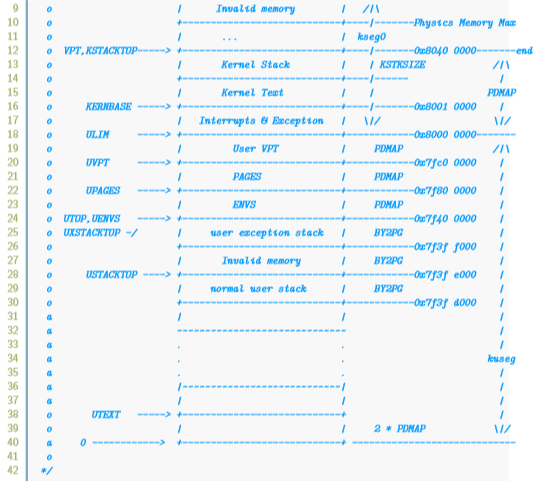 9 o | Invalid memory | /|\
10 o +----------------------------+----|-------Physics Memory Max
11 o | ... | kseg0
12 o VPT,KSTACKTOP-----> +----------------------------+----|-------0x8040 0000-------end
13 o | Kernel Stack | | KSTKSIZE /|\
14 o +----------------------------+----|------ |
15 o | Kernel Text | | PDMAP
16 o KERNBASE -----> +----------------------------+----|-------0x8001 0000 |
17 o | Interrupts & Exception | \|/ \|/
18 o ULIM -----> +----------------------------+------------0x8000 0000-------
19 o | User VPT | PDMAP /|\
20 o UVPT -----> +----------------------------+------------0x7fc0 0000 |
21 o | PAGES | PDMAP |
22 o UPAGES -----> +----------------------------+------------0x7f80 0000 |
23 o | ENVS | PDMAP |
24 o UTOP,UENVS -----> +----------------------------+------------0x7f40 0000 |
25 o UXSTACKTOP -/ | user exception stack | BY2PG |
26 o +----------------------------+------------0x7f3f f000 |
27 o | Invalid memory | BY2PG |
28 o USTACKTOP ----> +----------------------------+------------0x7f3f e000 |
29 o | normal user stack | BY2PG |
30 o +----------------------------+------------0x7f3f d000 |
31 a | | |
32 a ----------------------------- |
33 a . . |
34 a . . kuseg
35 a . . |
36 a |----------------------------| |
37 a | | |
38 o UTEXT -----> +----------------------------+ |
39 o | | 2 * PDMAP \|/
40 a 0 ------------> +----------------------------+ -----------------------------
41 o
42 */